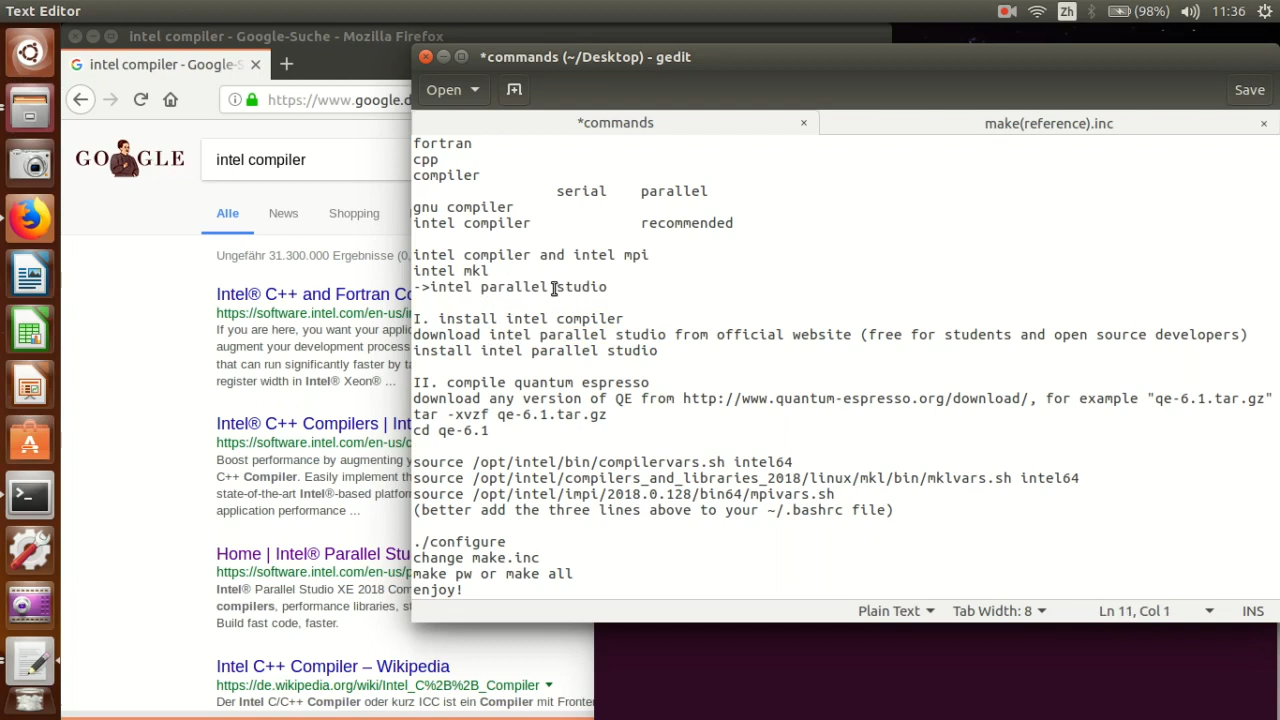 Text Editor
Zh
(98%)
11:36
intel compiler - Google-Suche - Mozilla Firefox
intel compiler - Google-S
https://www.google.d
GOOGLE
intel compiler
Alle
News
Shopping
Ungefähr 31.300.000 Ergebnisse (0,
Intel® C++ and Fortran Co
https://software.intel.com/en-us/in
If you are here, you want your applic
augment your development process
that can run significantly faster by ta
register width in Intel® Xeon® ...
Intel® C++ Compilers | Int
https://software.intel.com/en-us/c
Boost performance by augmenting y
C++ Compiler. Easily implement th
state-of-the-art Intel®-based platforn
application performance ...
Home | Intel® Parallel Stu
https://software.intel.com/en-us/p
Intel® Parallel Studio XE 2018 Com
compilers, performance libraries, st
Build fast code, faster.
Intel C++ Compiler – Wikipedia
https://de.wikipedia.org/wiki/Intel_C%2B%2B_Compiler
Der Intel C/C++ Compiler oder kurz ICC ist ein Compiler mit Fronten
*commands (~/Desktop) - gedit
Open
Save
*commands
make(reference).inc
fortran
cpp
compiler
serial parallel
gnu compiler
intel compiler recommended
intel compiler and intel mpi
intel mkl
->intel parallel studio
I. install intel compiler
download intel parallel studio from official website (free for students and open source developers)
install intel parallel studio
II. compile quantum espresso
download any version of QE from http://www.quantum-espresso.org/download/, for example "qe-6.1.tar.gz"
tar -xvzf qe-6.1.tar.gz
cd qe-6.1
source /opt/intel/bin/compilervars.sh intel64
source /opt/intel/compilers_and_libraries_2018/linux/mkl/bin/mklvars.sh intel64
source /opt/intel/impi/2018.0.128/bin64/mpivars.sh
(better add the three lines above to your ~/.bashrc file)
./configure
change make.inc
make pw or make all
enjoy!
Plain Text
Tab Width: 8
Ln 11, Col 1
INS